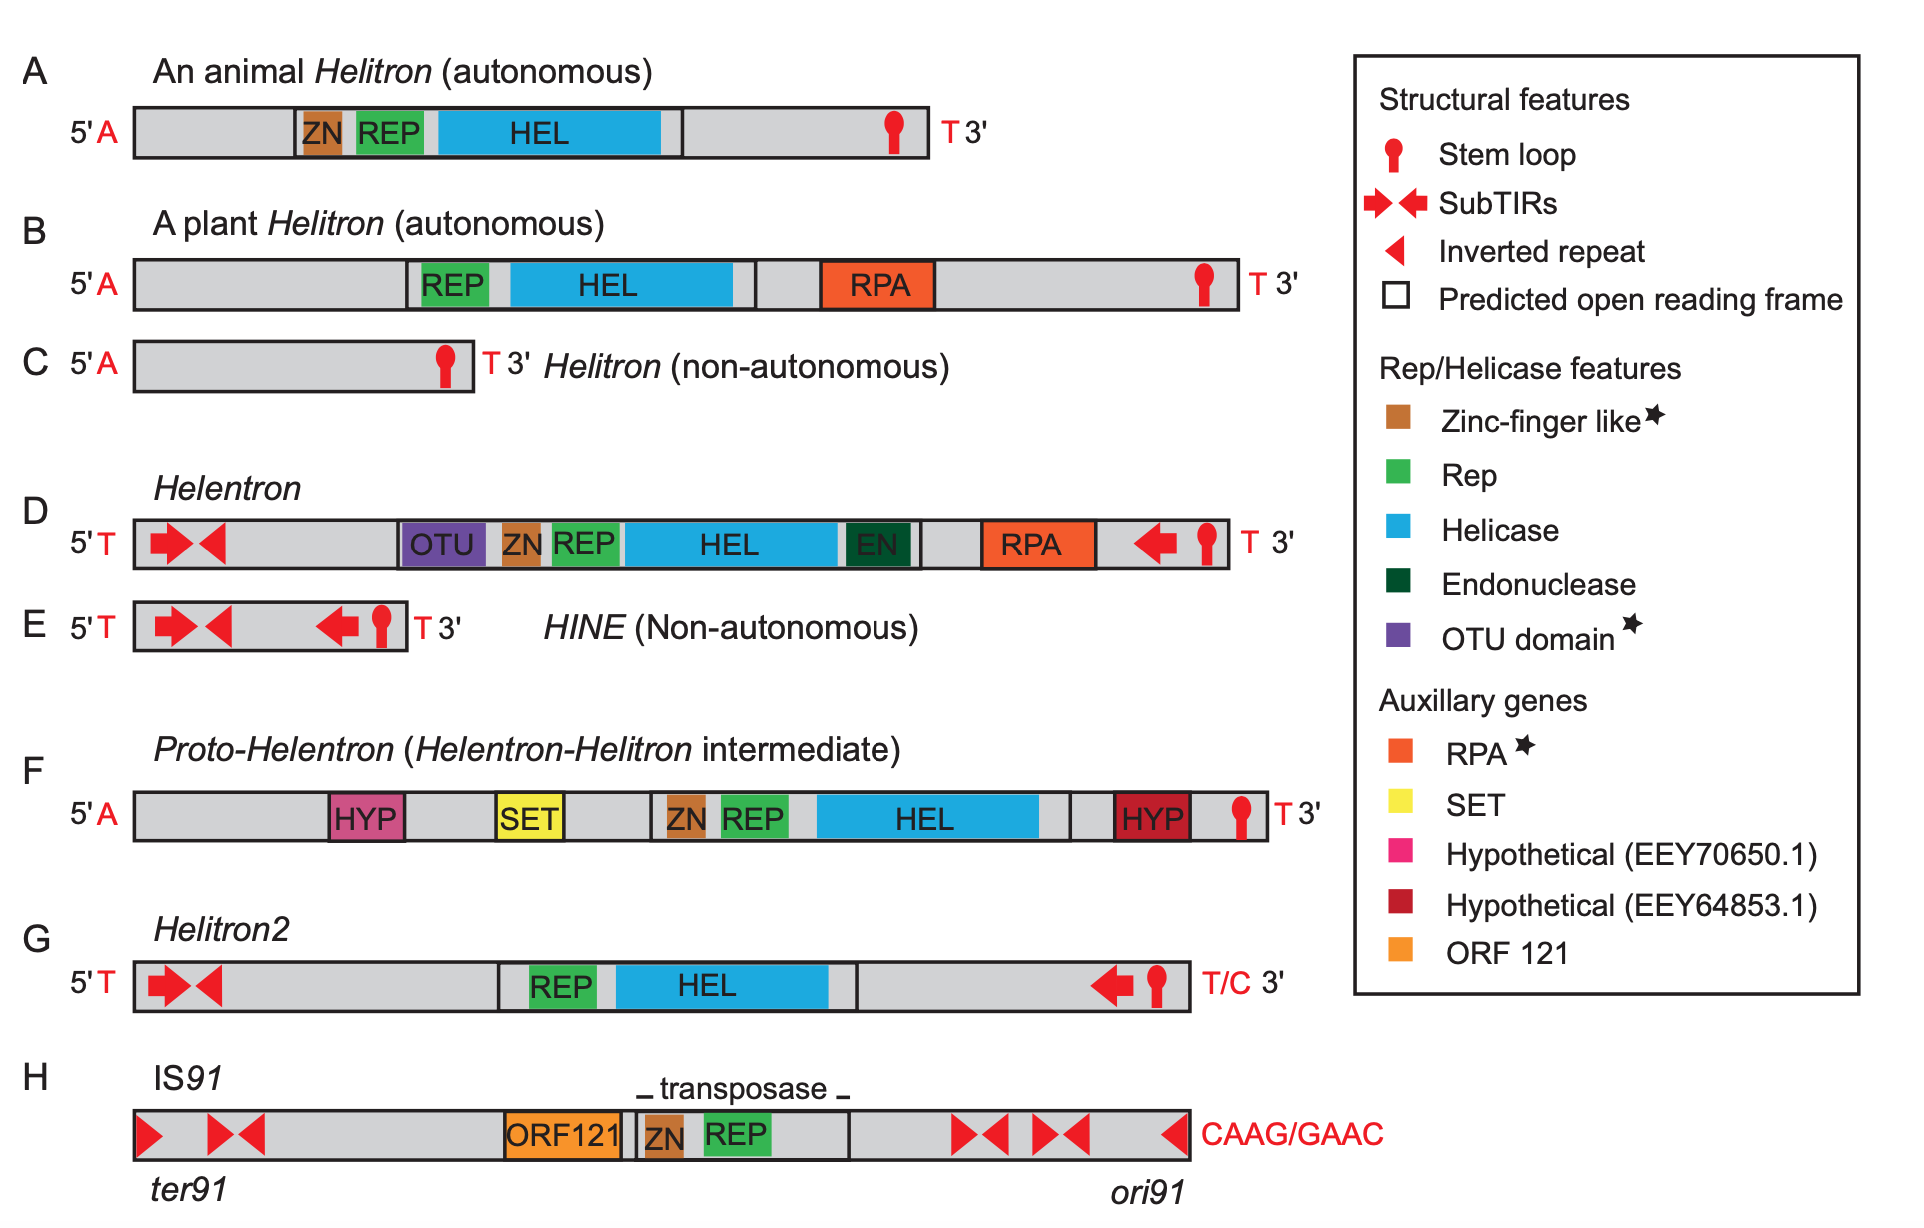 A An animal Helitron (autonomous)
5' A ZN REP HEL T 3'
B A plant Helitron (autonomous)
5' A REP HEL RPA T 3'
C 5' A T 3' Helitron (non-autonomous)
D Helentron
5' T OTU ZN REP HEL EN RPA T 3'
E 5' T T 3' HINE (Non-autonomous)
F Proto-Helentron (Helentron-Helitron intermediate)
5' A HYP SET ZN REP HEL HYP T 3'
G Helitron2
5' T REP HEL T/C 3'
H IS91
transposase
ORF121 ZN REP CAAG/GAAC
ter91 ori91
Structural features
Stem loop
SubTIRs
Inverted repeat
Predicted open reading frame
Rep/Helicase features
Zinc-finger like★
Rep
Helicase
Endonuclease
OTU domain★
Auxillary genes
RPA★
SET
Hypothetical (EEY70650.1)
Hypothetical (EEY64853.1)
ORF 121